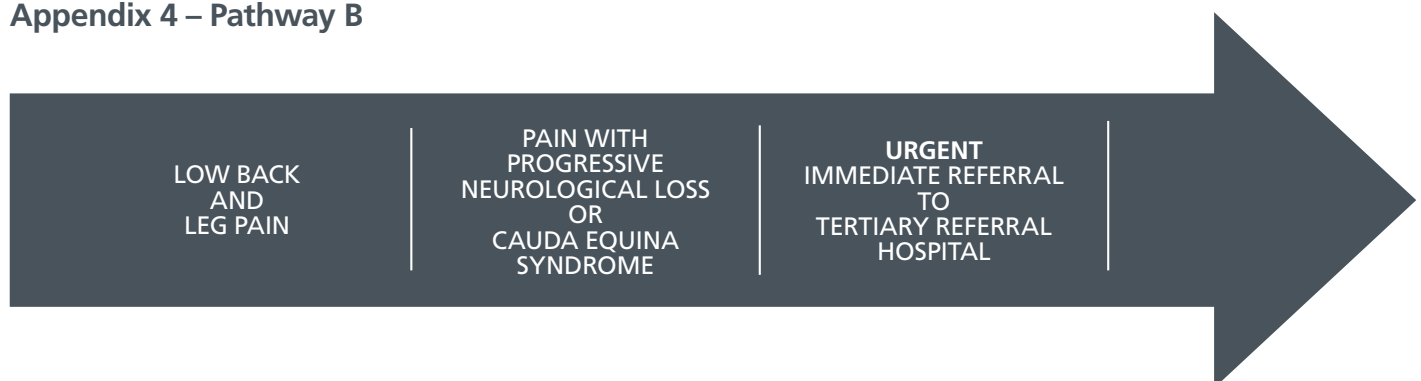 Appendix 4 – Pathway B
LOW BACK
AND
LEG PAIN
PAIN WITH
PROGRESSIVE
NEUROLOGICAL LOSS
OR
CAUDA EQUINA
SYNDROME
URGENT
IMMEDIATE REFERRAL
TO
TERTIARY REFERRAL
HOSPITAL